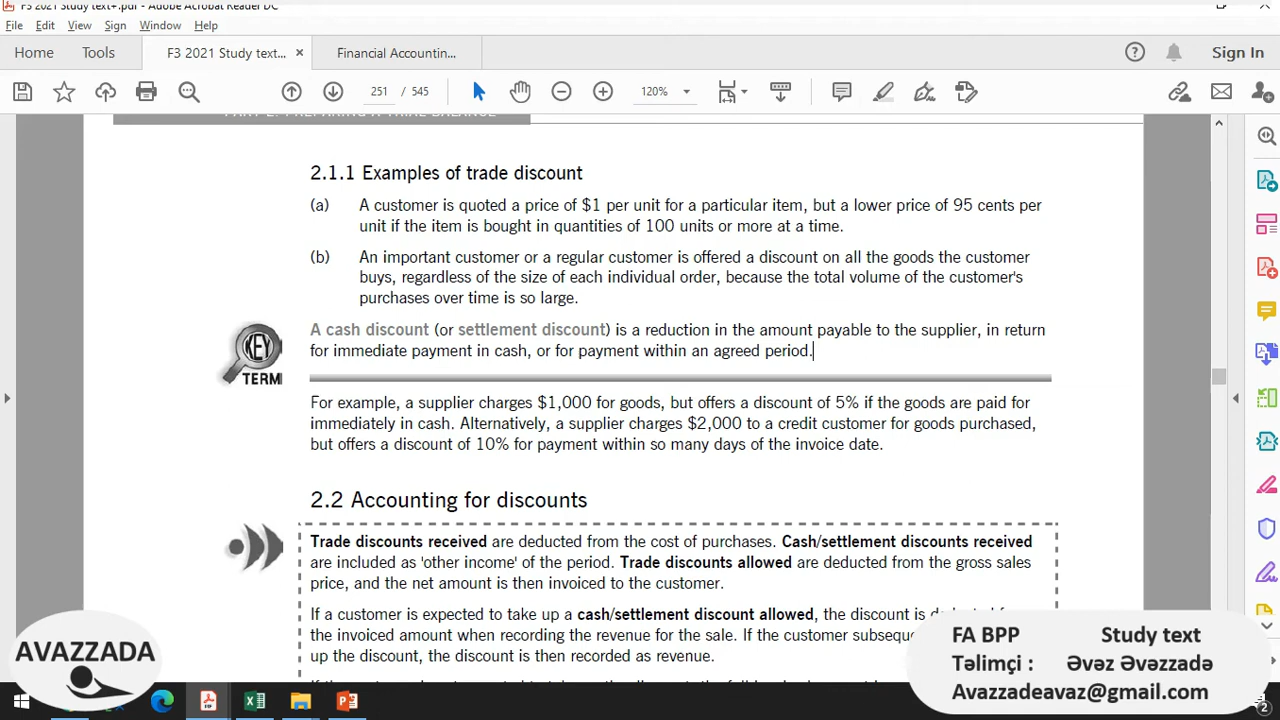 F3 2021 Study text+.pdf - Adobe Acrobat Reader DC
File Edit View Sign Window Help
Home Tools F3 2021 Study text... × Financial Accountin... Sign In
251 / 545 120%
PART 2: PREPARING A TRIAL BALANCE
2.1.1 Examples of trade discount
(a) A customer is quoted a price of $1 per unit for a particular item, but a lower price of 95 cents per
unit if the item is bought in quantities of 100 units or more at a time.
(b) An important customer or a regular customer is offered a discount on all the goods the customer
buys, regardless of the size of each individual order, because the total volume of the customer's
purchases over time is so large.
KEY
TERM
A cash discount (or settlement discount) is a reduction in the amount payable to the supplier, in return
for immediate payment in cash, or for payment within an agreed period.
For example, a supplier charges $1,000 for goods, but offers a discount of 5% if the goods are paid for
immediately in cash. Alternatively, a supplier charges $2,000 to a credit customer for goods purchased,
but offers a discount of 10% for payment within so many days of the invoice date.
2.2 Accounting for discounts
Trade discounts received are deducted from the cost of purchases. Cash/settlement discounts received
are included as 'other income' of the period. Trade discounts allowed are deducted from the gross sales
price, and the net amount is then invoiced to the customer.
If a customer is expected to take up a cash/settlement discount allowed, the discount is
the invoiced amount when recording the revenue for the sale. If the customer
up the discount, the discount is then recorded as revenue.
AVAZZADA
FA BPP Study text
Təlimçi : Əvəz Əvəzzadə
Avazzadeavaz@gmail.com
2